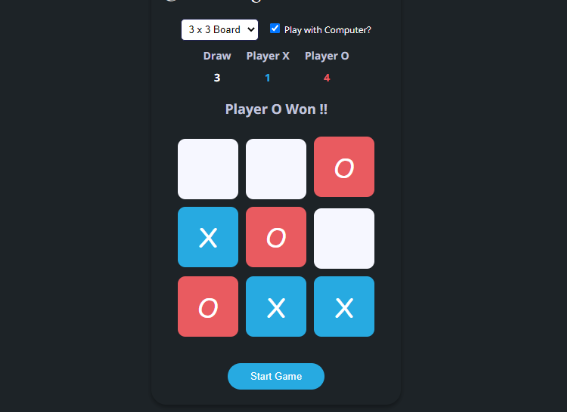 3 x 3 Board Play with Computer?
Draw Player X Player O
3 1 4
Player O Won !!
O
X O
O X X
Start Game